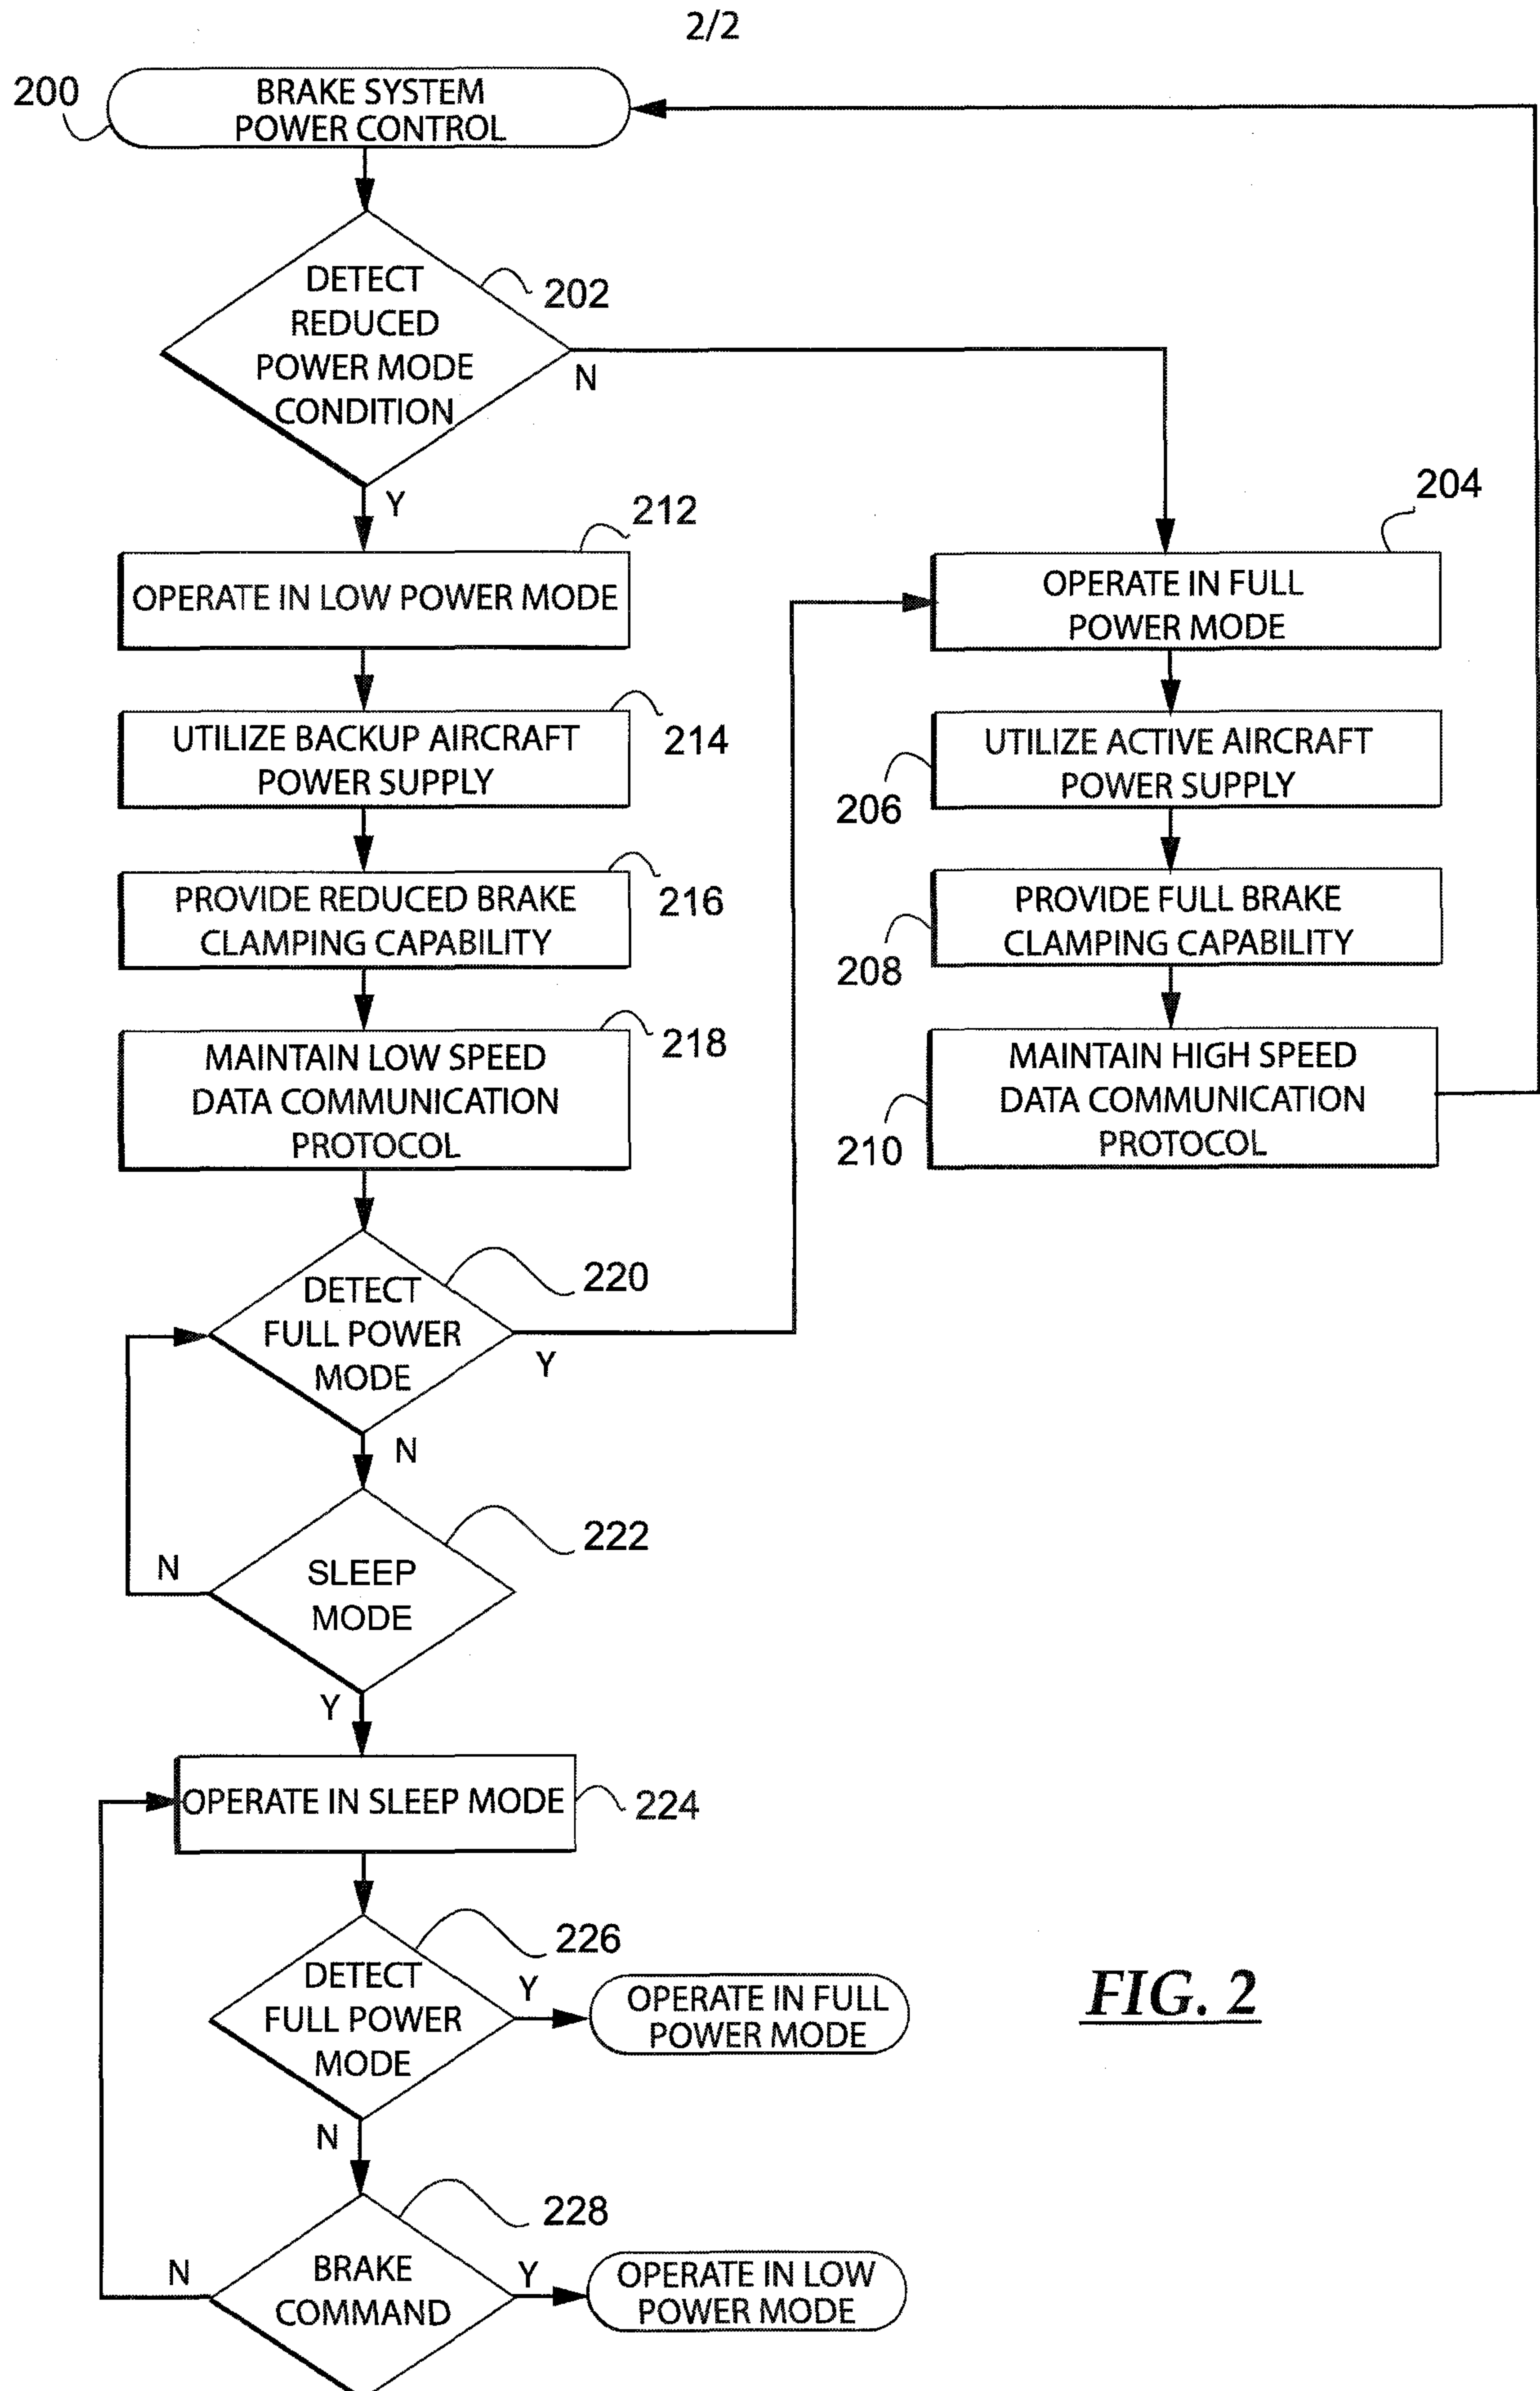 2/2
200
BRAKE SYSTEM
POWER CONTROL
DETECT
REDUCED
POWER MODE
CONDITION
202
N
Y
212
OPERATE IN LOW POWER MODE
204
OPERATE IN FULL
POWER MODE
UTILIZE BACKUP AIRCRAFT
POWER SUPPLY
214
UTILIZE ACTIVE AIRCRAFT
POWER SUPPLY
206
PROVIDE REDUCED BRAKE
CLAMPING CAPABILITY
216
PROVIDE FULL BRAKE
CLAMPING CAPABILITY
208
MAINTAIN LOW SPEED
DATA COMMUNICATION
PROTOCOL
218
MAINTAIN HIGH SPEED
DATA COMMUNICATION
PROTOCOL
210
DETECT
FULL POWER
MODE
220
Y
N
SLEEP
MODE
222
N
Y
OPERATE IN SLEEP MODE
224
DETECT
FULL POWER
MODE
226
Y
OPERATE IN FULL
POWER MODE
N
FIG. 2
BRAKE
COMMAND
228
N
Y
OPERATE IN LOW
POWER MODE